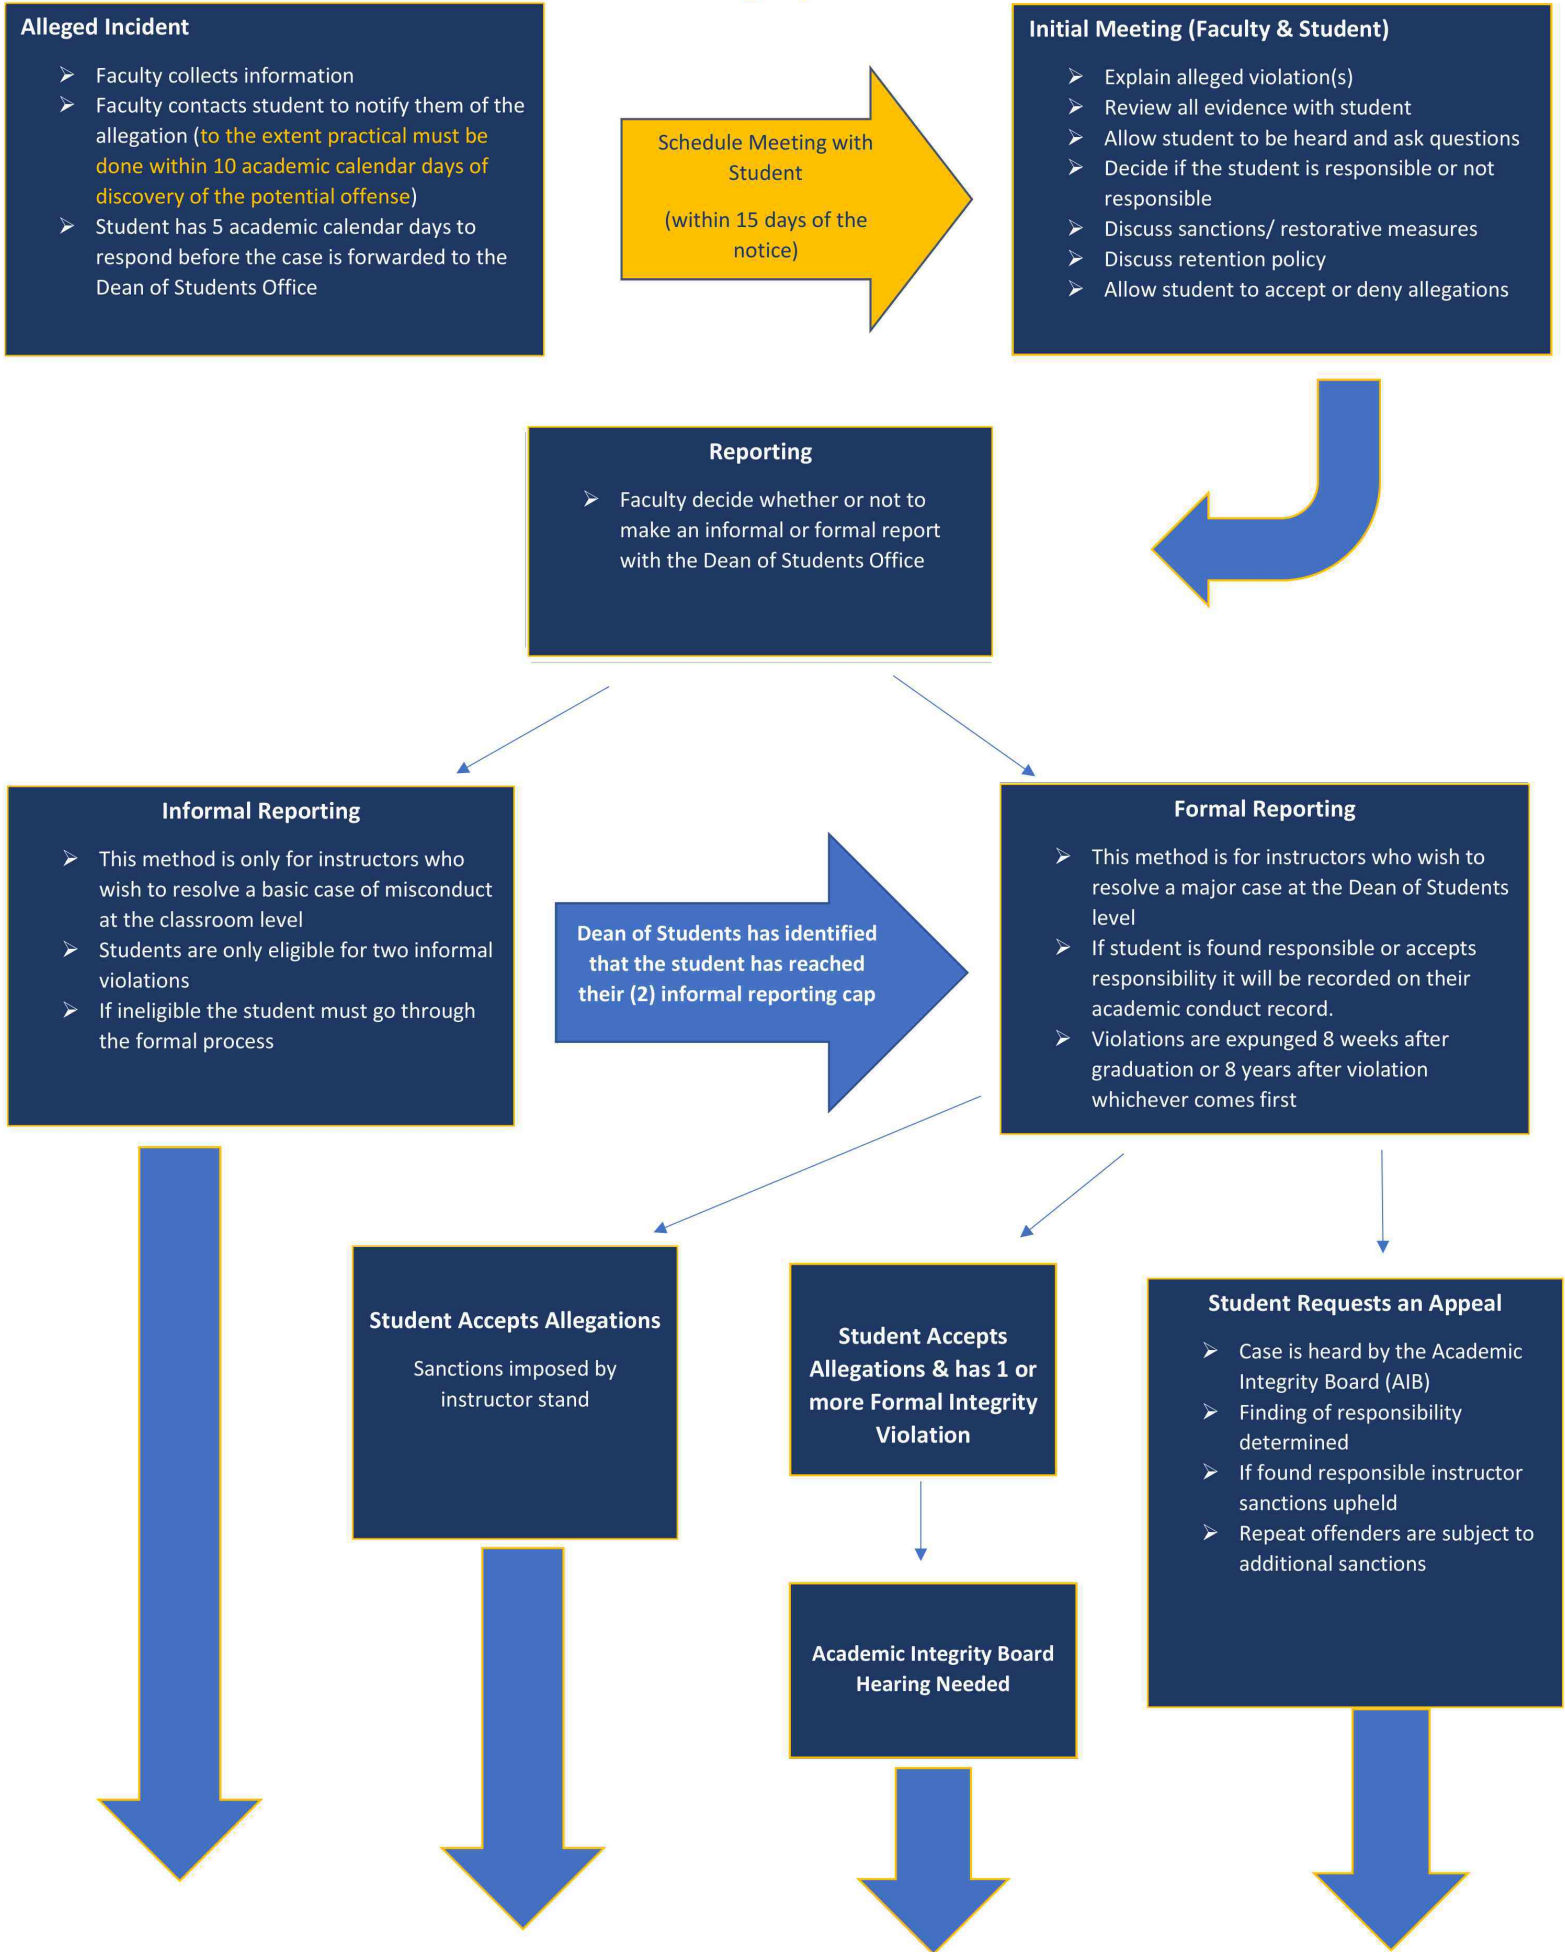 Alleged Incident
➢ Faculty collects information
➢ Faculty contacts student to notify them of the
allegation (to the extent practical must be
done within 10 academic calendar days of
discovery of the potential offense)
➢ Student has 5 academic calendar days to
respond before the case is forwarded to the
Dean of Students Office
Schedule Meeting with
Student
(within 15 days of the
notice)
Initial Meeting (Faculty & Student)
➢ Explain alleged violation(s)
➢ Review all evidence with student
➢ Allow student to be heard and ask questions
➢ Decide if the student is responsible or not
responsible
➢ Discuss sanctions/ restorative measures
➢ Discuss retention policy
➢ Allow student to accept or deny allegations
Reporting
➢ Faculty decide whether or not to
make an informal or formal report
with the Dean of Students Office
Informal Reporting
➢ This method is only for instructors who
wish to resolve a basic case of misconduct
at the classroom level
➢ Students are only eligible for two informal
violations
➢ If ineligible the student must go through
the formal process
Dean of Students has identified
that the student has reached
their (2) informal reporting cap
Formal Reporting
➢ This method is for instructors who wish to
resolve a major case at the Dean of Students
level
➢ If student is found responsible or accepts
responsibility it will be recorded on their
academic conduct record.
➢ Violations are expunged 8 weeks after
graduation or 8 years after violation
whichever comes first
Student Accepts Allegations
Sanctions imposed by
instructor stand
Student Accepts
Allegations & has 1 or
more Formal Integrity
Violation
Academic Integrity Board
Hearing Needed
Student Requests an Appeal
➢ Case is heard by the Academic
Integrity Board (AIB)
➢ Finding of responsibility
determined
➢ If found responsible instructor
sanctions upheld
➢ Repeat offenders are subject to
additional sanctions